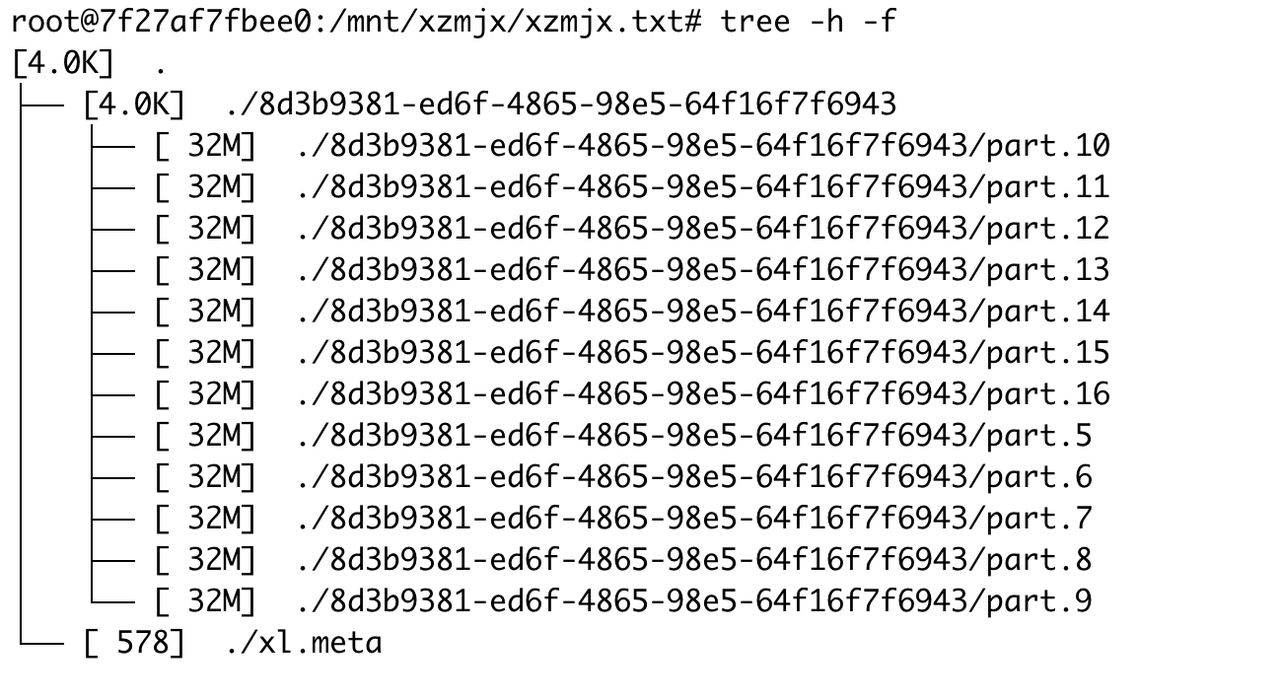 root@7f27af7fbee0:/mnt/xzmjx/xzmjx.txt# tree -h -f
[4.0K]  .
├── [4.0K]  ./8d3b9381-ed6f-4865-98e5-64f16f7f6943
│   ├── [ 32M]  ./8d3b9381-ed6f-4865-98e5-64f16f7f6943/part.10
│   ├── [ 32M]  ./8d3b9381-ed6f-4865-98e5-64f16f7f6943/part.11
│   ├── [ 32M]  ./8d3b9381-ed6f-4865-98e5-64f16f7f6943/part.12
│   ├── [ 32M]  ./8d3b9381-ed6f-4865-98e5-64f16f7f6943/part.13
│   ├── [ 32M]  ./8d3b9381-ed6f-4865-98e5-64f16f7f6943/part.14
│   ├── [ 32M]  ./8d3b9381-ed6f-4865-98e5-64f16f7f6943/part.15
│   ├── [ 32M]  ./8d3b9381-ed6f-4865-98e5-64f16f7f6943/part.16
│   ├── [ 32M]  ./8d3b9381-ed6f-4865-98e5-64f16f7f6943/part.5
│   ├── [ 32M]  ./8d3b9381-ed6f-4865-98e5-64f16f7f6943/part.6
│   ├── [ 32M]  ./8d3b9381-ed6f-4865-98e5-64f16f7f6943/part.7
│   ├── [ 32M]  ./8d3b9381-ed6f-4865-98e5-64f16f7f6943/part.8
│   └── [ 32M]  ./8d3b9381-ed6f-4865-98e5-64f16f7f6943/part.9
└── [ 578]  ./xl.meta